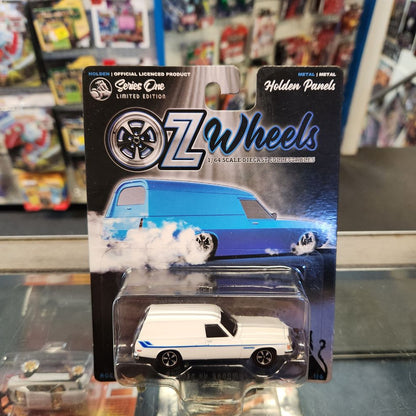 HOLDEN | OFFICIAL LICENCED PRODUCT
Series One
LIMITED EDITION
METAL | METAL
Holden Panels
OZ Wheels
1/64 SCALE DIECAST COLLECTABLES